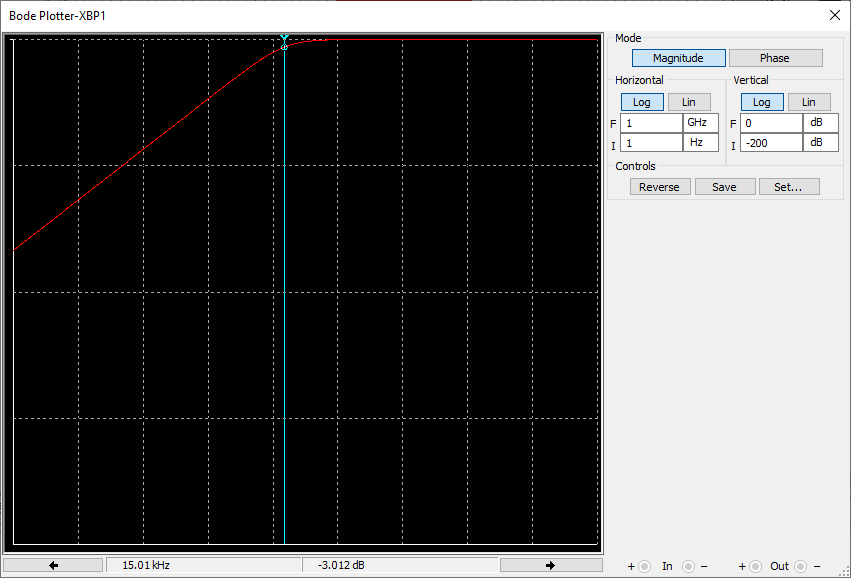 Bode Plotter-XBP1
Mode
Magnitude Phase
Horizontal Vertical
Log Lin Log Lin
F 1 GHz F 0 dB
I 1 Hz I -200 dB
Controls
Reverse Save Set...
15.01 kHz -3.012 dB
+ In − + Out −